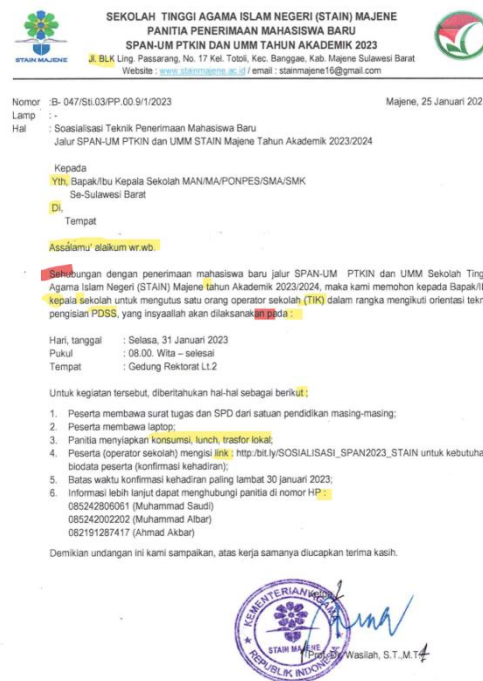 SEKOLAH TINGGI AGAMA ISLAM NEGERI (STAIN) MAJENE
PANITIA PENERIMAAN MAHASISWA BARU
SPAN-UM PTKIN DAN UMM TAHUN AKADEMIK 2023
Jl. BLK Ling. Passarang, No. 17 Kel. Totoli, Kec. Banggae, Kab. Majene Sulawesi Barat
Website : www.stainmajene.ac.id / email : stainmajene16@gmail.com
STAIN MAJENE
Nomor :B- 047/Sti.03/PP.00.9/1/2023 Majene, 25 Januari 202
Lamp : -
Hal : Soasialisasi Teknik Penerimaan Mahasiswa Baru
Jalur SPAN-UM PTKIN dan UMM STAIN Majene Tahun Akademik 2023/2024
Kepada
Yth, Bapak/Ibu Kepala Sekolah MAN/MA/PONPES/SMA/SMK
Se-Sulawesi Barat
Di,
Tempat
Assalamu' alaikum wr.wb.
Sehubungan dengan penerimaan mahasiswa baru jalur SPAN-UM PTKIN dan UMM Sekolah Ting
Agama Islam Negeri (STAIN) Majene tahun Akademik 2023/2024, maka kami memohon kepada Bapak/Ib
kepala sekolah untuk mengutus satu orang operator sekolah (TIK) dalam rangka mengikuti orientasi tekn
pengisian PDSS, yang insyaallah akan dilaksanakan pada :
Hari, tanggal : Selasa, 31 Januari 2023
Pukul : 08.00. Wita – selesai
Tempat : Gedung Rektorat Lt.2
Untuk kegiatan tersebut, diberitahukan hal-hal sebagai berikut :
1. Peserta membawa surat tugas dan SPD dari satuan pendidikan masing-masing;
2. Peserta membawa laptop;
3. Panitia menyiapkan konsumsi, lunch, trasfor lokal;
4. Peserta (operator sekolah) mengisi link : http:/bit.ly/SOSIALISASI_SPAN2023_STAIN untuk kebutuha
biodata peserta (konfirmasi kehadiran);
5. Batas waktu konfirmasi kehadiran paling lambat 30 januari 2023;
6. Informasi lebih lanjut dapat menghubungi panitia di nomor HP :
085242806061 (Muhammad Saudi)
085242002202 (Muhammad Albar)
082191287417 (Ahmad Akbar)
Demikian undangan ini kami sampaikan, atas kerja samanya diucapkan terima kasih.
Ketua
KEMENTERIAN AGAMA
STAIN MAJENE
REPUBLIK INDONESIA
Prof. Dr. Wasilah, S.T.,M.T